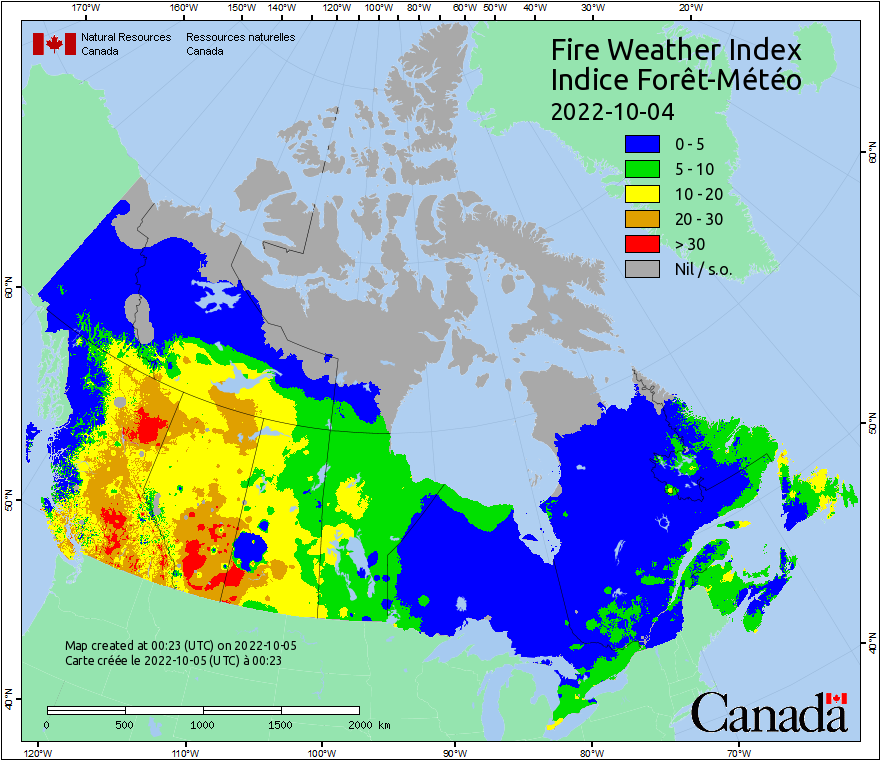 170°W 160°W 150°W 140°W 130°W 120°W 110°W 100°W 90°W 80°W 70°W 60°W 50°W 40°W 30°W 20°W
Natural Resources Ressources naturelles
Canada Canada
Fire Weather Index
Indice Forêt-Météo
2022-10-04
0 - 5
5 - 10
10 - 20
20 - 30
> 30
Nil / s.o.
60°N
60°N
50°N
50°N
40°N
40°N
Map created at 00:23 (UTC) on 2022-10-05
Carte créée le 2022-10-05 (UTC) à 00:23
0 500 1000 1500 2000 km
Canada
120°W 110°W 100°W 90°W 80°W 70°W